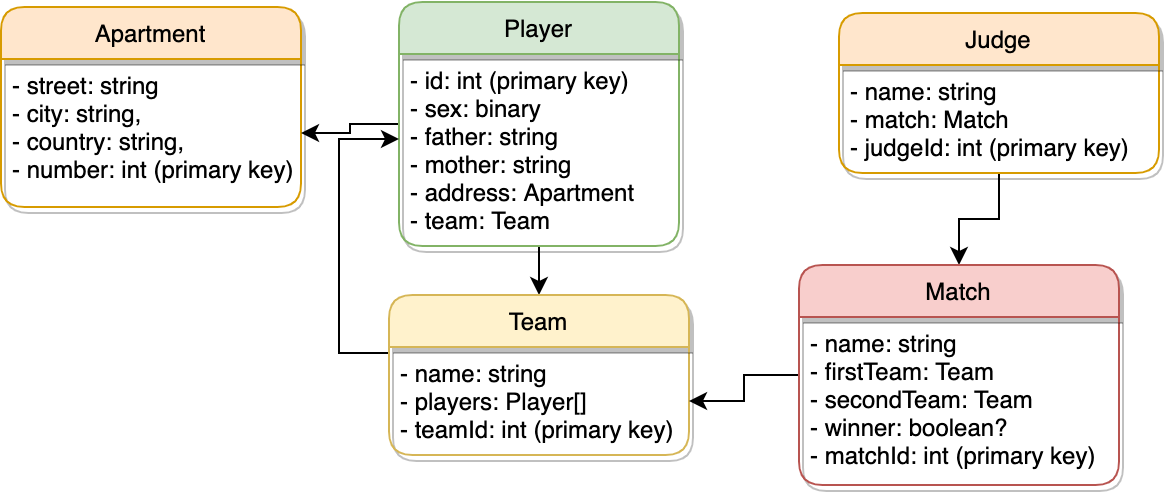 Apartment
- street: string
- city: string,
- country: string,
- number: int (primary key)
Player
- id: int (primary key)
- sex: binary
- father: string
- mother: string
- address: Apartment
- team: Team
Judge
- name: string
- match: Match
- judgeId: int (primary key)
Team
- name: string
- players: Player[]
- teamId: int (primary key)
Match
- name: string
- firstTeam: Team
- secondTeam: Team
- winner: boolean?
- matchId: int (primary key)